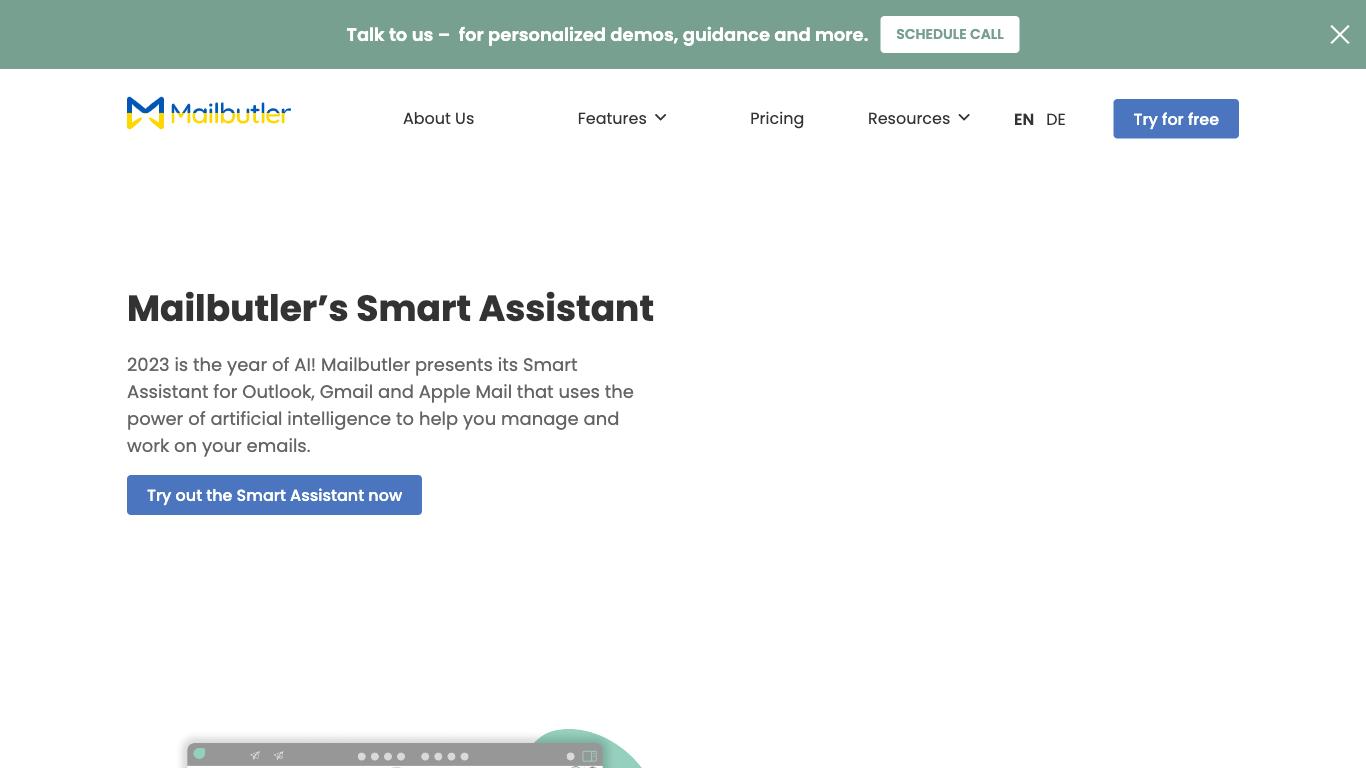 Talk to us –  for personalized demos, guidance and more.
SCHEDULE CALL
Mailbutler
About Us
Features
Pricing
Resources
EN DE
Try for free
Mailbutler’s Smart Assistant
2023 is the year of AI! Mailbutler presents its Smart
Assistant for Outlook, Gmail and Apple Mail that uses the
power of artificial intelligence to help you manage and
work on your emails.
Try out the Smart Assistant now